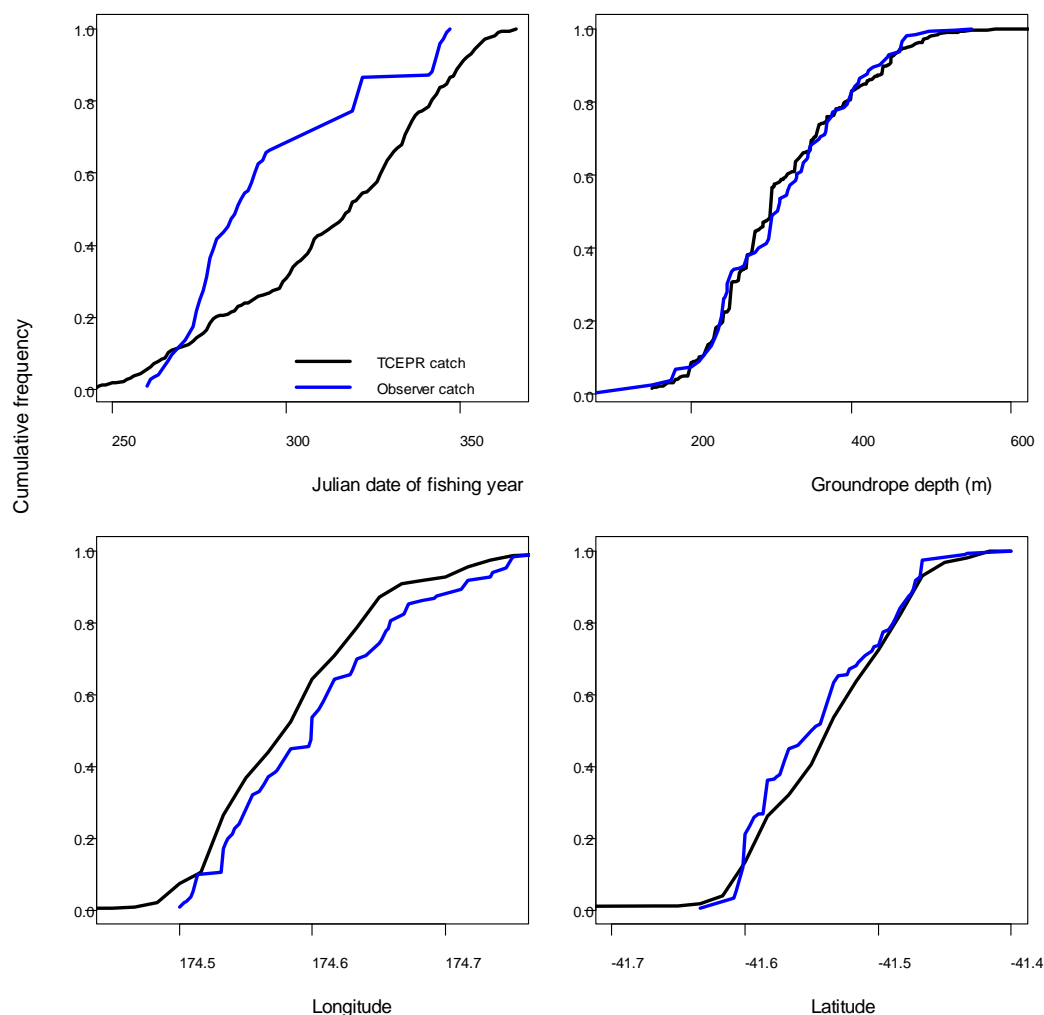 1.0
0.8
0.6
0.4
0.2
0.0
TCEPR catch
Observer catch
250 300 350
Julian date of fishing year
1.0
0.8
0.6
0.4
0.2
0.0
200 400 600
Groundrope depth (m)
Cumulative frequency
1.0
0.8
0.6
0.4
0.2
0.0
174.5 174.6 174.7
Longitude
1.0
0.8
0.6
0.4
0.2
0.0
-41.7 -41.6 -41.5 -41.4
Latitude